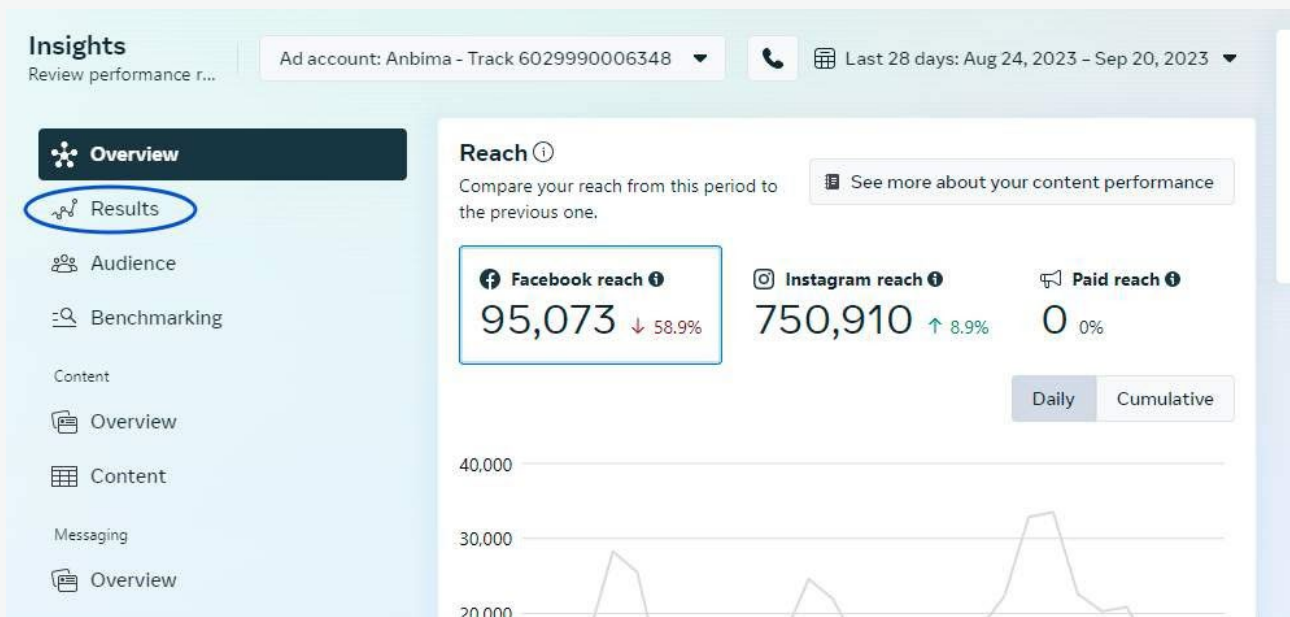 Insights
Review performance r...
Ad account: Anbima - Track 6029990006348
Last 28 days: Aug 24, 2023 – Sep 20, 2023
Overview
Results
Audience
Benchmarking
Content
Overview
Content
Messaging
Overview
Reach
Compare your reach from this period to
the previous one.
See more about your content performance
Facebook reach
95,073 ↓ 58.9%
Instagram reach
750,910 ↑ 8.9%
Paid reach
0 0%
Daily
Cumulative
40,000
30,000
20,000